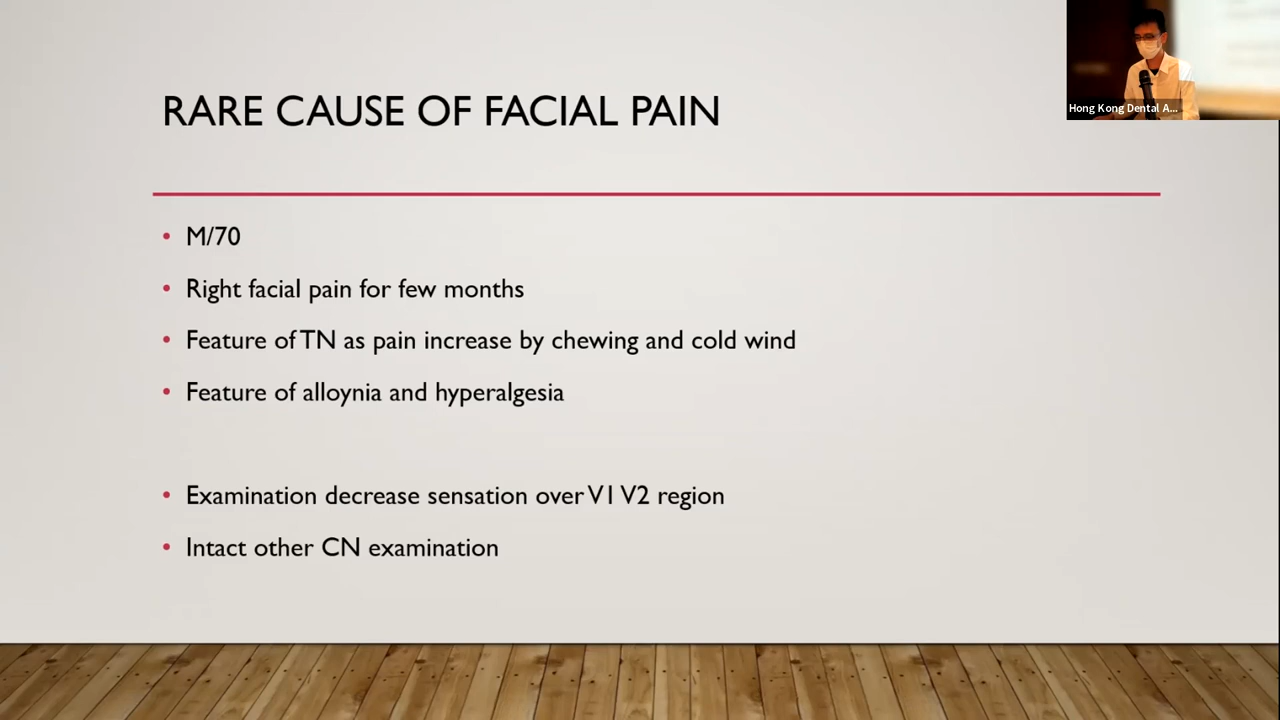 RARE CAUSE OF FACIAL PAIN
Hong Kong Dental A...
• M/70
• Right facial pain for few months
• Feature of TN as pain increase by chewing and cold wind
• Feature of alloynia and hyperalgesia
• Examination decrease sensation over V1 V2 region
• Intact other CN examination